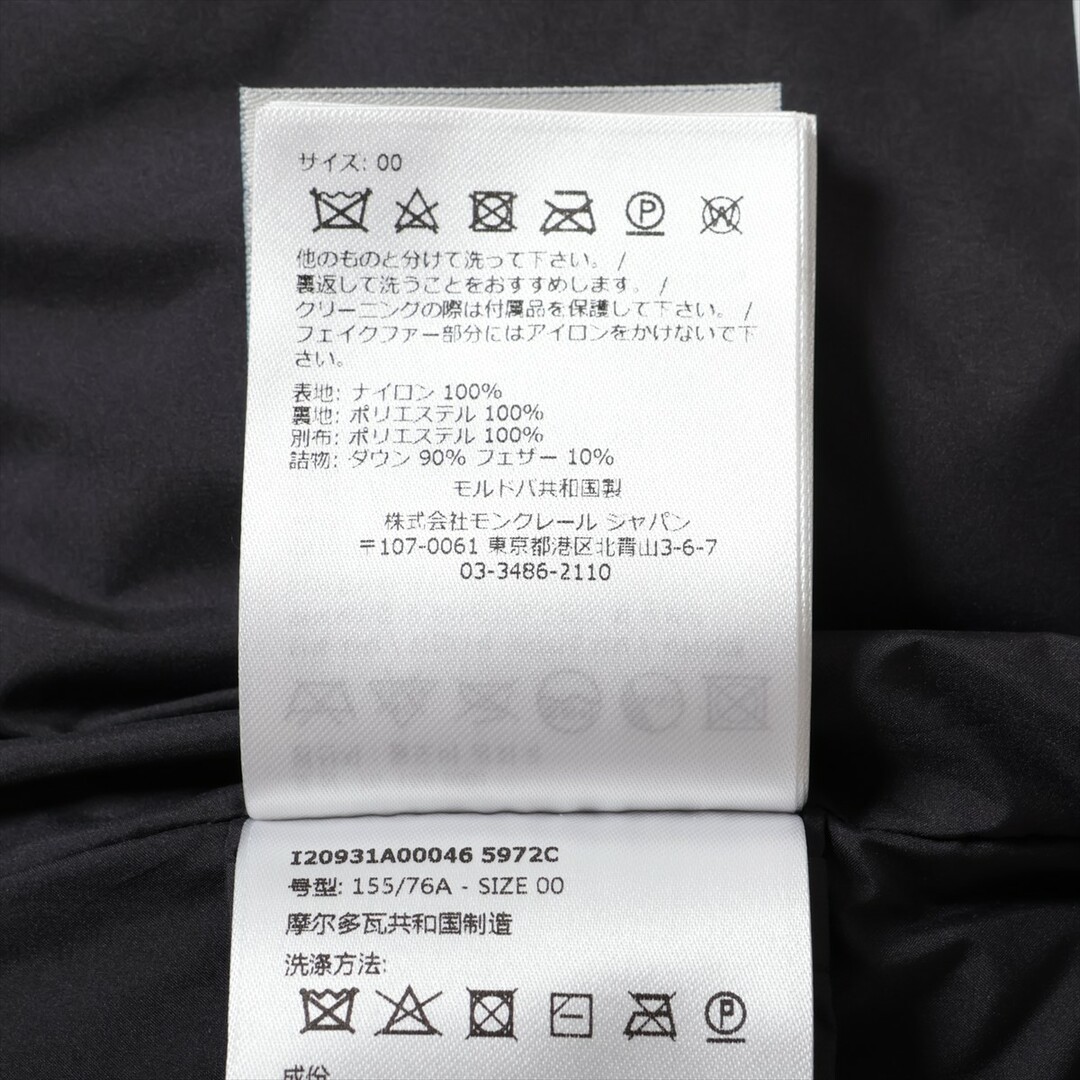 サイズ: 00
他のものと分けて洗って下さい。 /
裏返して洗うことをおすすめします。 /
クリーニングの際は付属品を保護して下さい。 /
フェイクファー部分にはアイロンをかけないで下
さい。
表地: ナイロン 100%
裏地: ポリエステル 100%
別布: ポリエステル 100%
詰物: ダウン 90% フェザー 10%
モルドバ共和国製
株式会社モンクレール ジャパン
〒107-0061 東京都港区北青山3-6-7
03-3486-2110
I20931A00046 5972C
号型: 155/76A - SIZE 00
摩尔多瓦共和国制造
洗涤方法:
成份